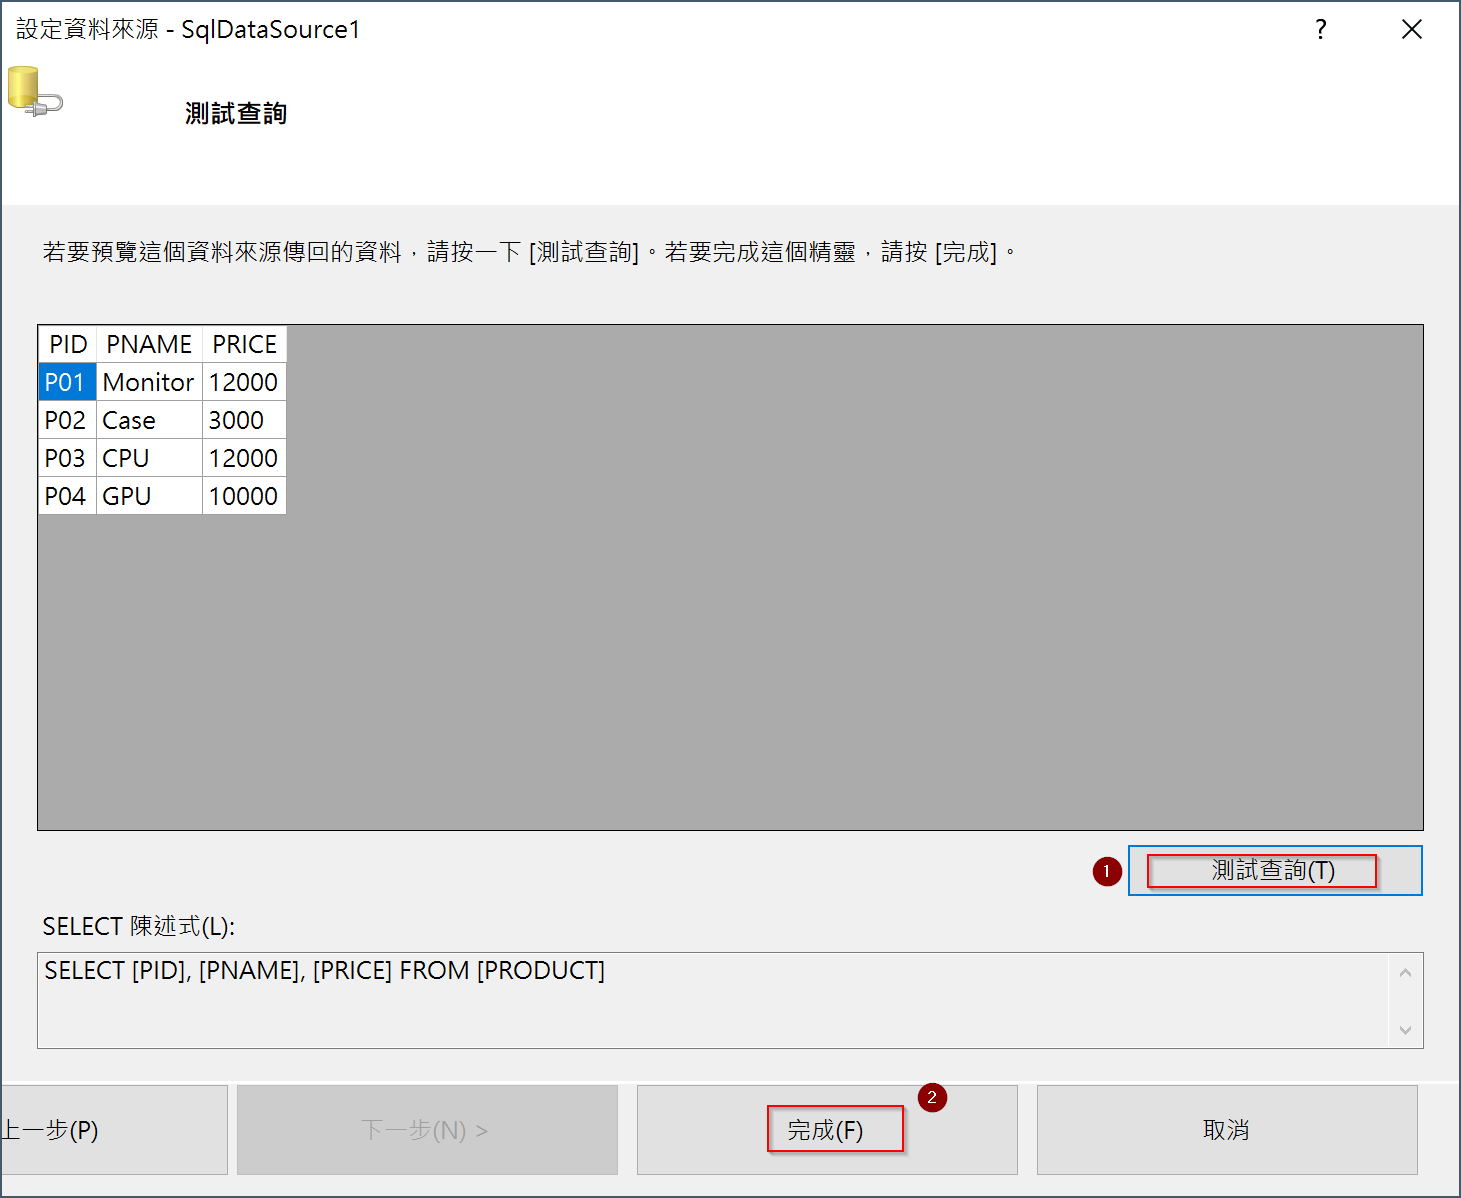 設定資料來源 - SqlDataSource1
?
測試查詢
若要預覽這個資料來源傳回的資料，請按一下 [測試查詢]。若要完成這個精靈，請按 [完成]。
PID PNAME PRICE
P01 Monitor 12000
P02 Case 3000
P03 CPU 12000
P04 GPU 10000
1 測試查詢(T)
SELECT 陳述式(L):
SELECT [PID], [PNAME], [PRICE] FROM [PRODUCT]
2
上一步(P) 下一步(N) > 完成(F) 取消